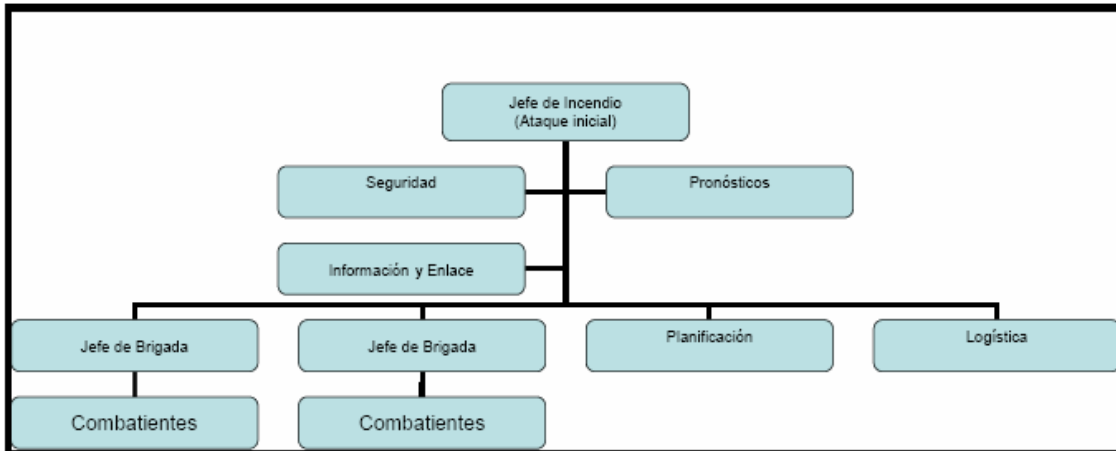 Jefe de Incendio
(Ataque inicial)
Seguridad
Pronósticos
Información y Enlace
Jefe de Brigada
Jefe de Brigada
Planificación
Logística
Combatientes
Combatientes